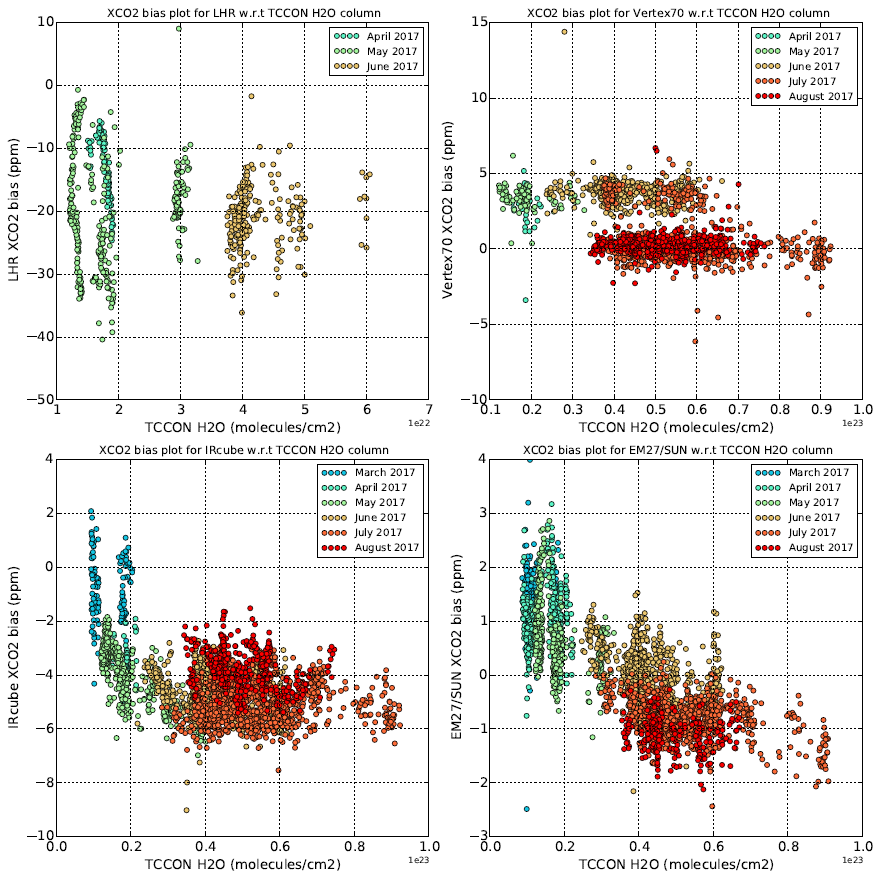 XCO2 bias plot for LHR w.r.t TCCON H2O column
LHR XCO2 bias (ppm)
15
10
5
0
−10
−20
−30
−40
−50
April 2017
May 2017
June 2017
1
2
3
4
5
6
7
TCCON H2O (molecules/cm2)
1e22
XCO2 bias plot for Vertex70 w.r.t TCCON H2O column
Vertex70 XCO2 bias (ppm)
15
10
5
0
−5
−10
April 2017
May 2017
June 2017
July 2017
August 2017
0.1
0.2
0.3
0.4
0.5
0.6
0.7
0.8
0.9
1.0
TCCON H2O (molecules/cm2)
1e23
XCO2 bias plot for IRcube w.r.t TCCON H2O column
IRcube XCO2 bias (ppm)
4
2
0
−2
−4
−6
−8
−10
March 2017
April 2017
May 2017
June 2017
July 2017
August 2017
0.0
0.2
0.4
0.6
0.8
1.0
TCCON H2O (molecules/cm2)
1e23
XCO2 bias plot for EM27/SUN w.r.t TCCON H2O column
EM27/SUN XCO2 bias (ppm)
4
3
2
1
0
−1
−2
−3
March 2017
April 2017
May 2017
June 2017
July 2017
August 2017
0.0
0.2
0.4
0.6
0.8
1.0
TCCON H2O (molecules/cm2)
1e23